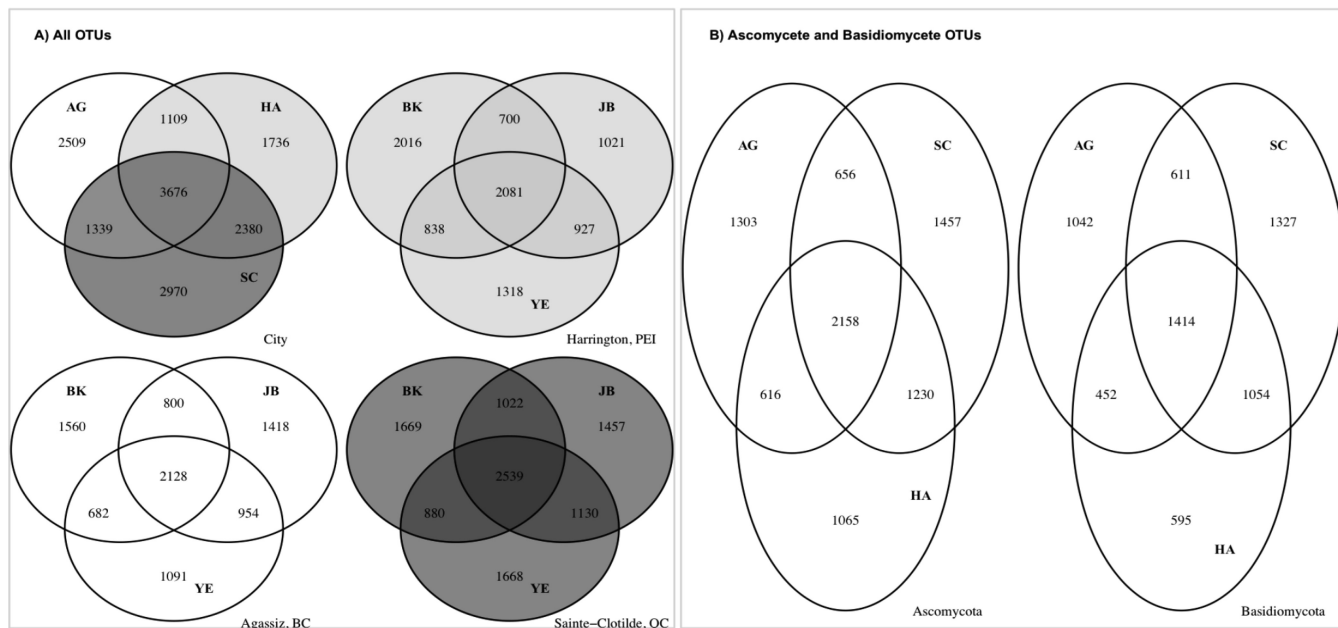 A) All OTUs
AG
HA
1109
2509
1736
3676
1339
2380
SC
2970
City
BK
JB
700
2016
1021
2081
838
927
1318
YE
Harrington, PEI
BK
JB
800
1560
1418
2128
682
954
1091
YE
Agassiz, BC
BK
JB
1022
1669
1457
2539
880
1130
1668
YE
Sainte-Clotilde, QC
B) Ascomycete and Basidiomycete OTUs
AG
SC
656
1303
1457
2158
616
1230
HA
1065
Ascomycota
AG
SC
611
1042
1327
1414
452
1054
595
HA
Basidiomycota